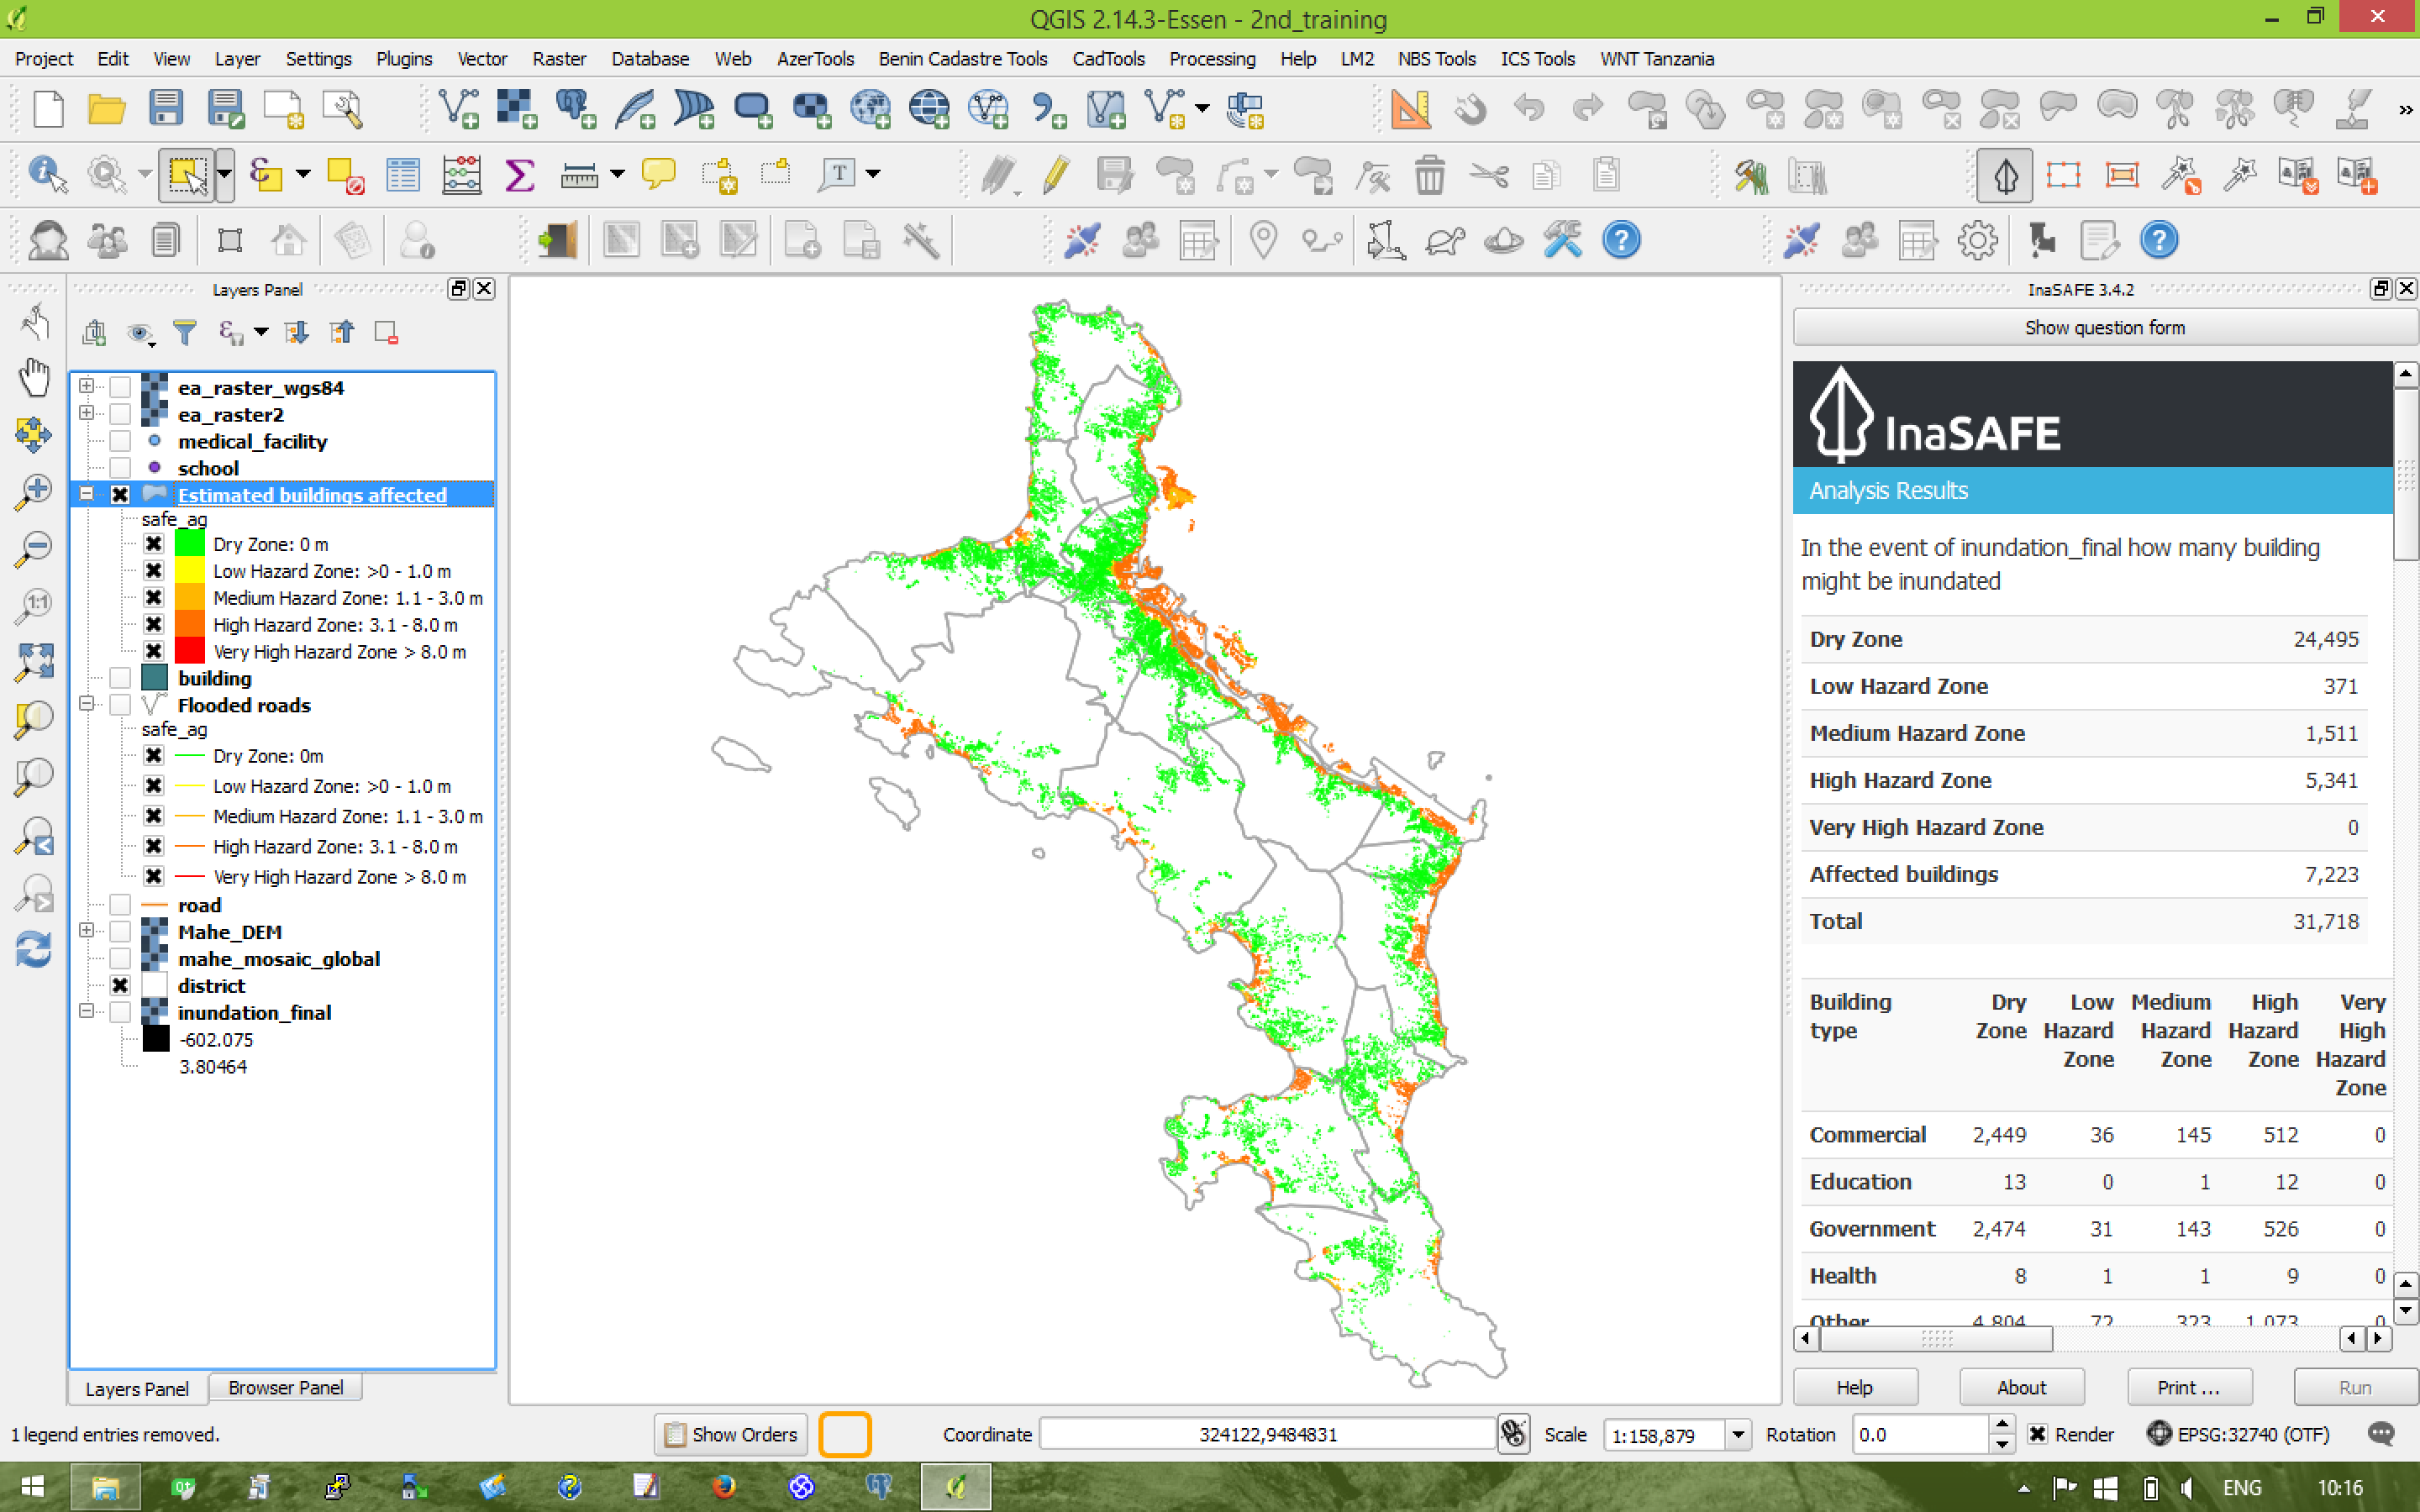 QGIS 2.14.3-Essen - 2nd_training
Project Edit View Layer Settings Plugins Vector Raster Database Web AzerTools Benin Cadastre Tools CadTools Processing Help LM2 NBS Tools ICS Tools WNT Tanzania
Layers Panel
ea_raster_wgs84
ea_raster2
medical_facility
school
Estimated buildings affected
safe_ag
Dry Zone: 0 m
Low Hazard Zone: >0 - 1.0 m
Medium Hazard Zone: 1.1 - 3.0 m
High Hazard Zone: 3.1 - 8.0 m
Very High Hazard Zone > 8.0 m
building
Flooded roads
safe_ag
Dry Zone: 0m
Low Hazard Zone: >0 - 1.0 m
Medium Hazard Zone: 1.1 - 3.0 m
High Hazard Zone: 3.1 - 8.0 m
Very High Hazard Zone > 8.0 m
road
Mahe_DEM
mahe_mosaic_global
district
inundation_final
-602.075
3.80464
Layers Panel Browser Panel
InaSAFE 3.4.2
Show question form
InaSAFE
Analysis Results
In the event of inundation_final how many building
might be inundated
Dry Zone 24,495
Low Hazard Zone 371
Medium Hazard Zone 1,511
High Hazard Zone 5,341
Very High Hazard Zone 0
Affected buildings 7,223
Total 31,718
Building Dry Low Medium High Very
type Zone Hazard Hazard Hazard High
Zone Zone Zone Hazard
Zone
Commercial 2,449 36 145 512 0
Education 13 0 1 12 0
Government 2,474 31 143 526 0
Health 8 1 1 9 0
Other 4,804 72 323 1,073 0
Help About Print ... Run
1 legend entries removed. Show Orders Coordinate 324122,9484831 Scale 1:158,879 Rotation 0.0 Render EPSG:32740 (OTF)
ENG 10:16